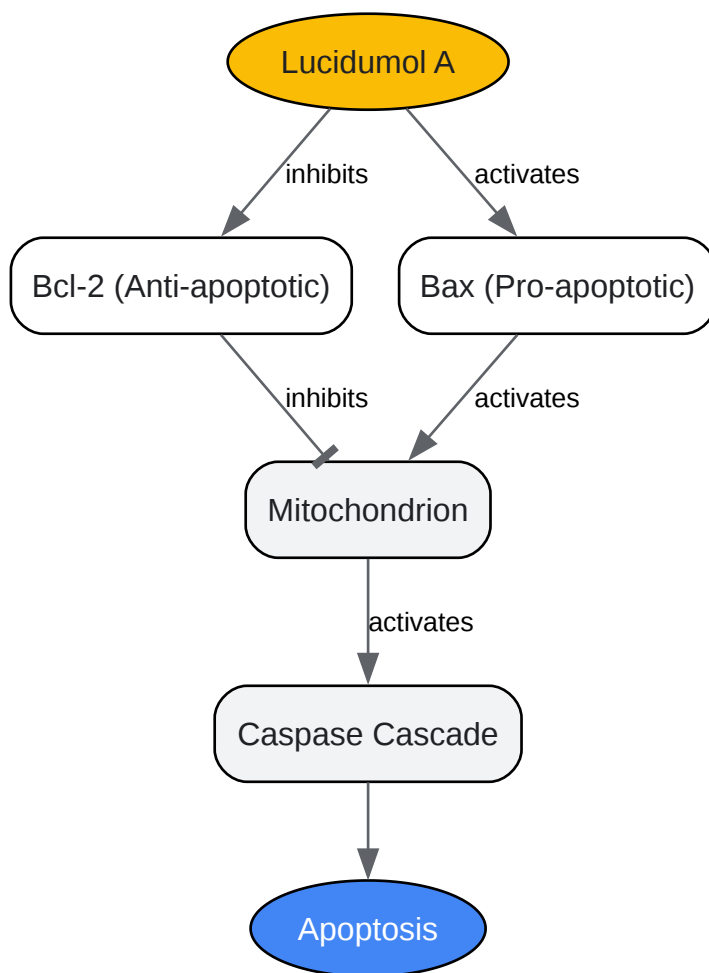 Lucidumol A
inhibits
activates
Bcl-2 (Anti-apoptotic)
Bax (Pro-apoptotic)
inhibits
activates
Mitochondrion
activates
Caspase Cascade
Apoptosis